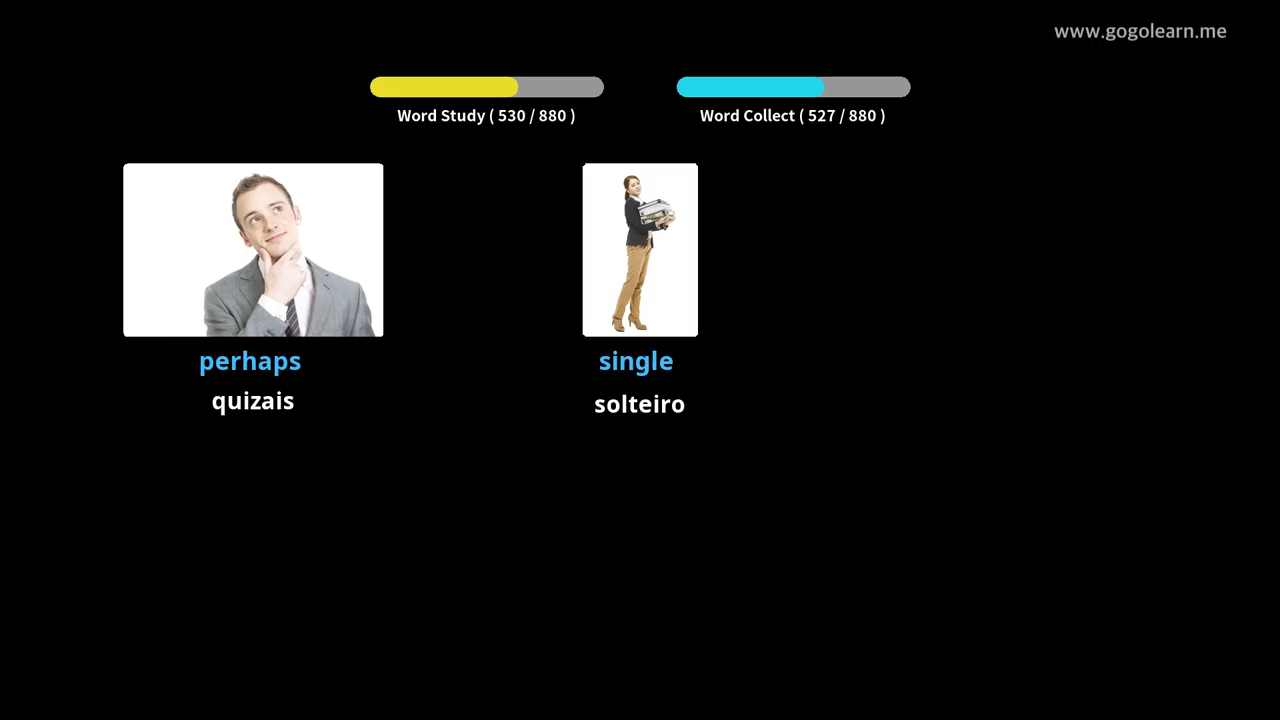 www.gogolearn.me
Word Study ( 530 / 880 )
Word Collect ( 527 / 880 )
perhaps
quizais
single
solteiro